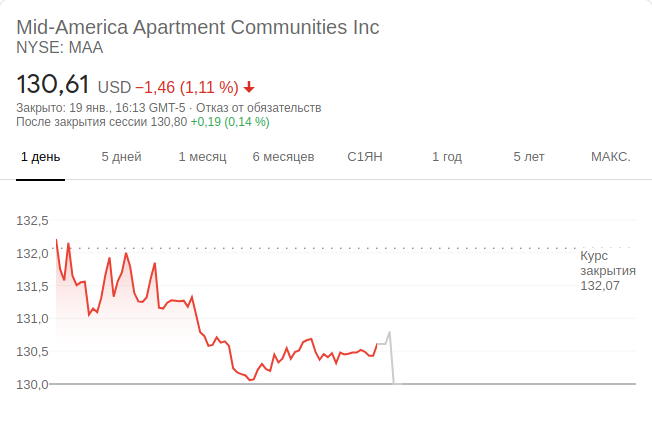 Mid-America Apartment Communities Inc
NYSE: MAA
130,61 USD −1,46 (1,11 %)
Закрыто: 19 янв., 16:13 GMT-5 · Отказ от обязательств
После закрытия сессии 130,80 +0,19 (0,14 %)
1 день 5 дней 1 месяц 6 месяцев С1ЯН 1 год 5 лет МАКС.
132,5
132,0
131,5
131,0
130,5
130,0
Курс
закрытия
132,07